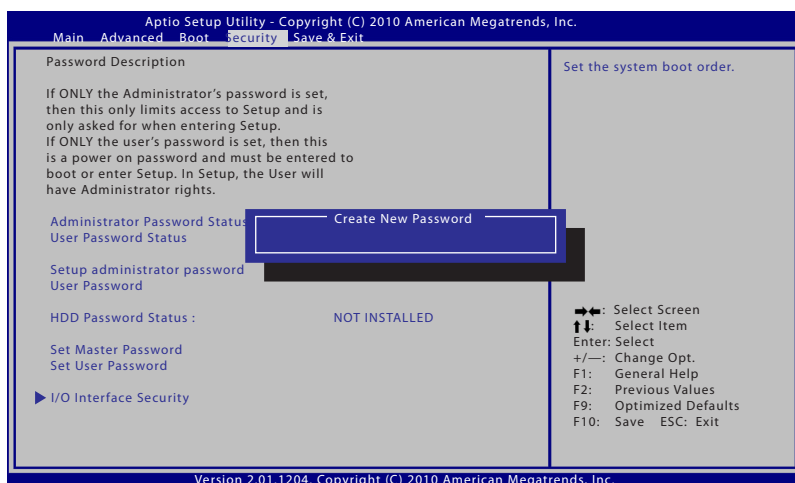 Aptio Setup Utility - Copyright (C) 2010 American Megatrends, Inc.
Main Advanced Boot Security Save & Exit
Password Description
If ONLY the Administrator's password is set,
then this only limits access to Setup and is
only asked for when entering Setup.
If ONLY the user's password is set, then this
is a power on password and must be entered to
boot or enter Setup. In Setup, the User will
have Administrator rights.
Administrator Password Status
User Password Status
Create New Password
Setup administrator password
User Password
HDD Password Status : NOT INSTALLED
Set Master Password
Set User Password
I/O Interface Security
Set the system boot order.
: Select Screen
: Select Item
Enter: Select
+/—: Change Opt.
F1: General Help
F2: Previous Values
F9: Optimized Defaults
F10: Save ESC: Exit
Version 2.01.1204. Copyright (C) 2010 American Megatrends, Inc.